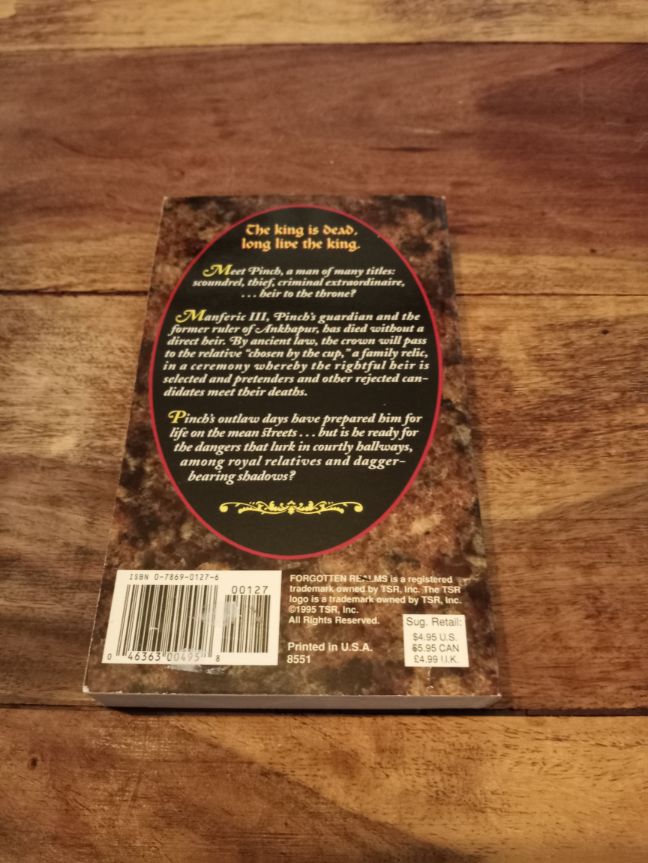 The king is dead,
long live the king.
Meet Pinch, a man of many titles:
scoundrel, thief, criminal extraordinaire,
... heir to the throne?
Manferic III, Pinch's guardian and the
former ruler of Ankhapur, has died without a
direct heir. By ancient law, the crown will pass
to the relative "chosen by the cup," a family relic,
in a ceremony whereby the rightful heir is
selected and pretenders and other rejected can-
didates meet their deaths.
Pinch's outlaw days have prepared him for
life on the mean streets ... but is he ready for
the dangers that lurk in courtly hallways,
among royal relatives and dagger-
bearing shadows?
ISBN 0-7869-0127-6
00127
0 46363 00495 8
FORGOTTEN REALMS is a registered
trademark owned by TSR, Inc. The TSR
logo is a trademark owned by TSR, Inc.
©1995 TSR, Inc.
All Rights Reserved.
Printed in U.S.A.
8551
Sug. Retail:
$4.95 U.S.
$5.95 CAN
£4.99 U.K.